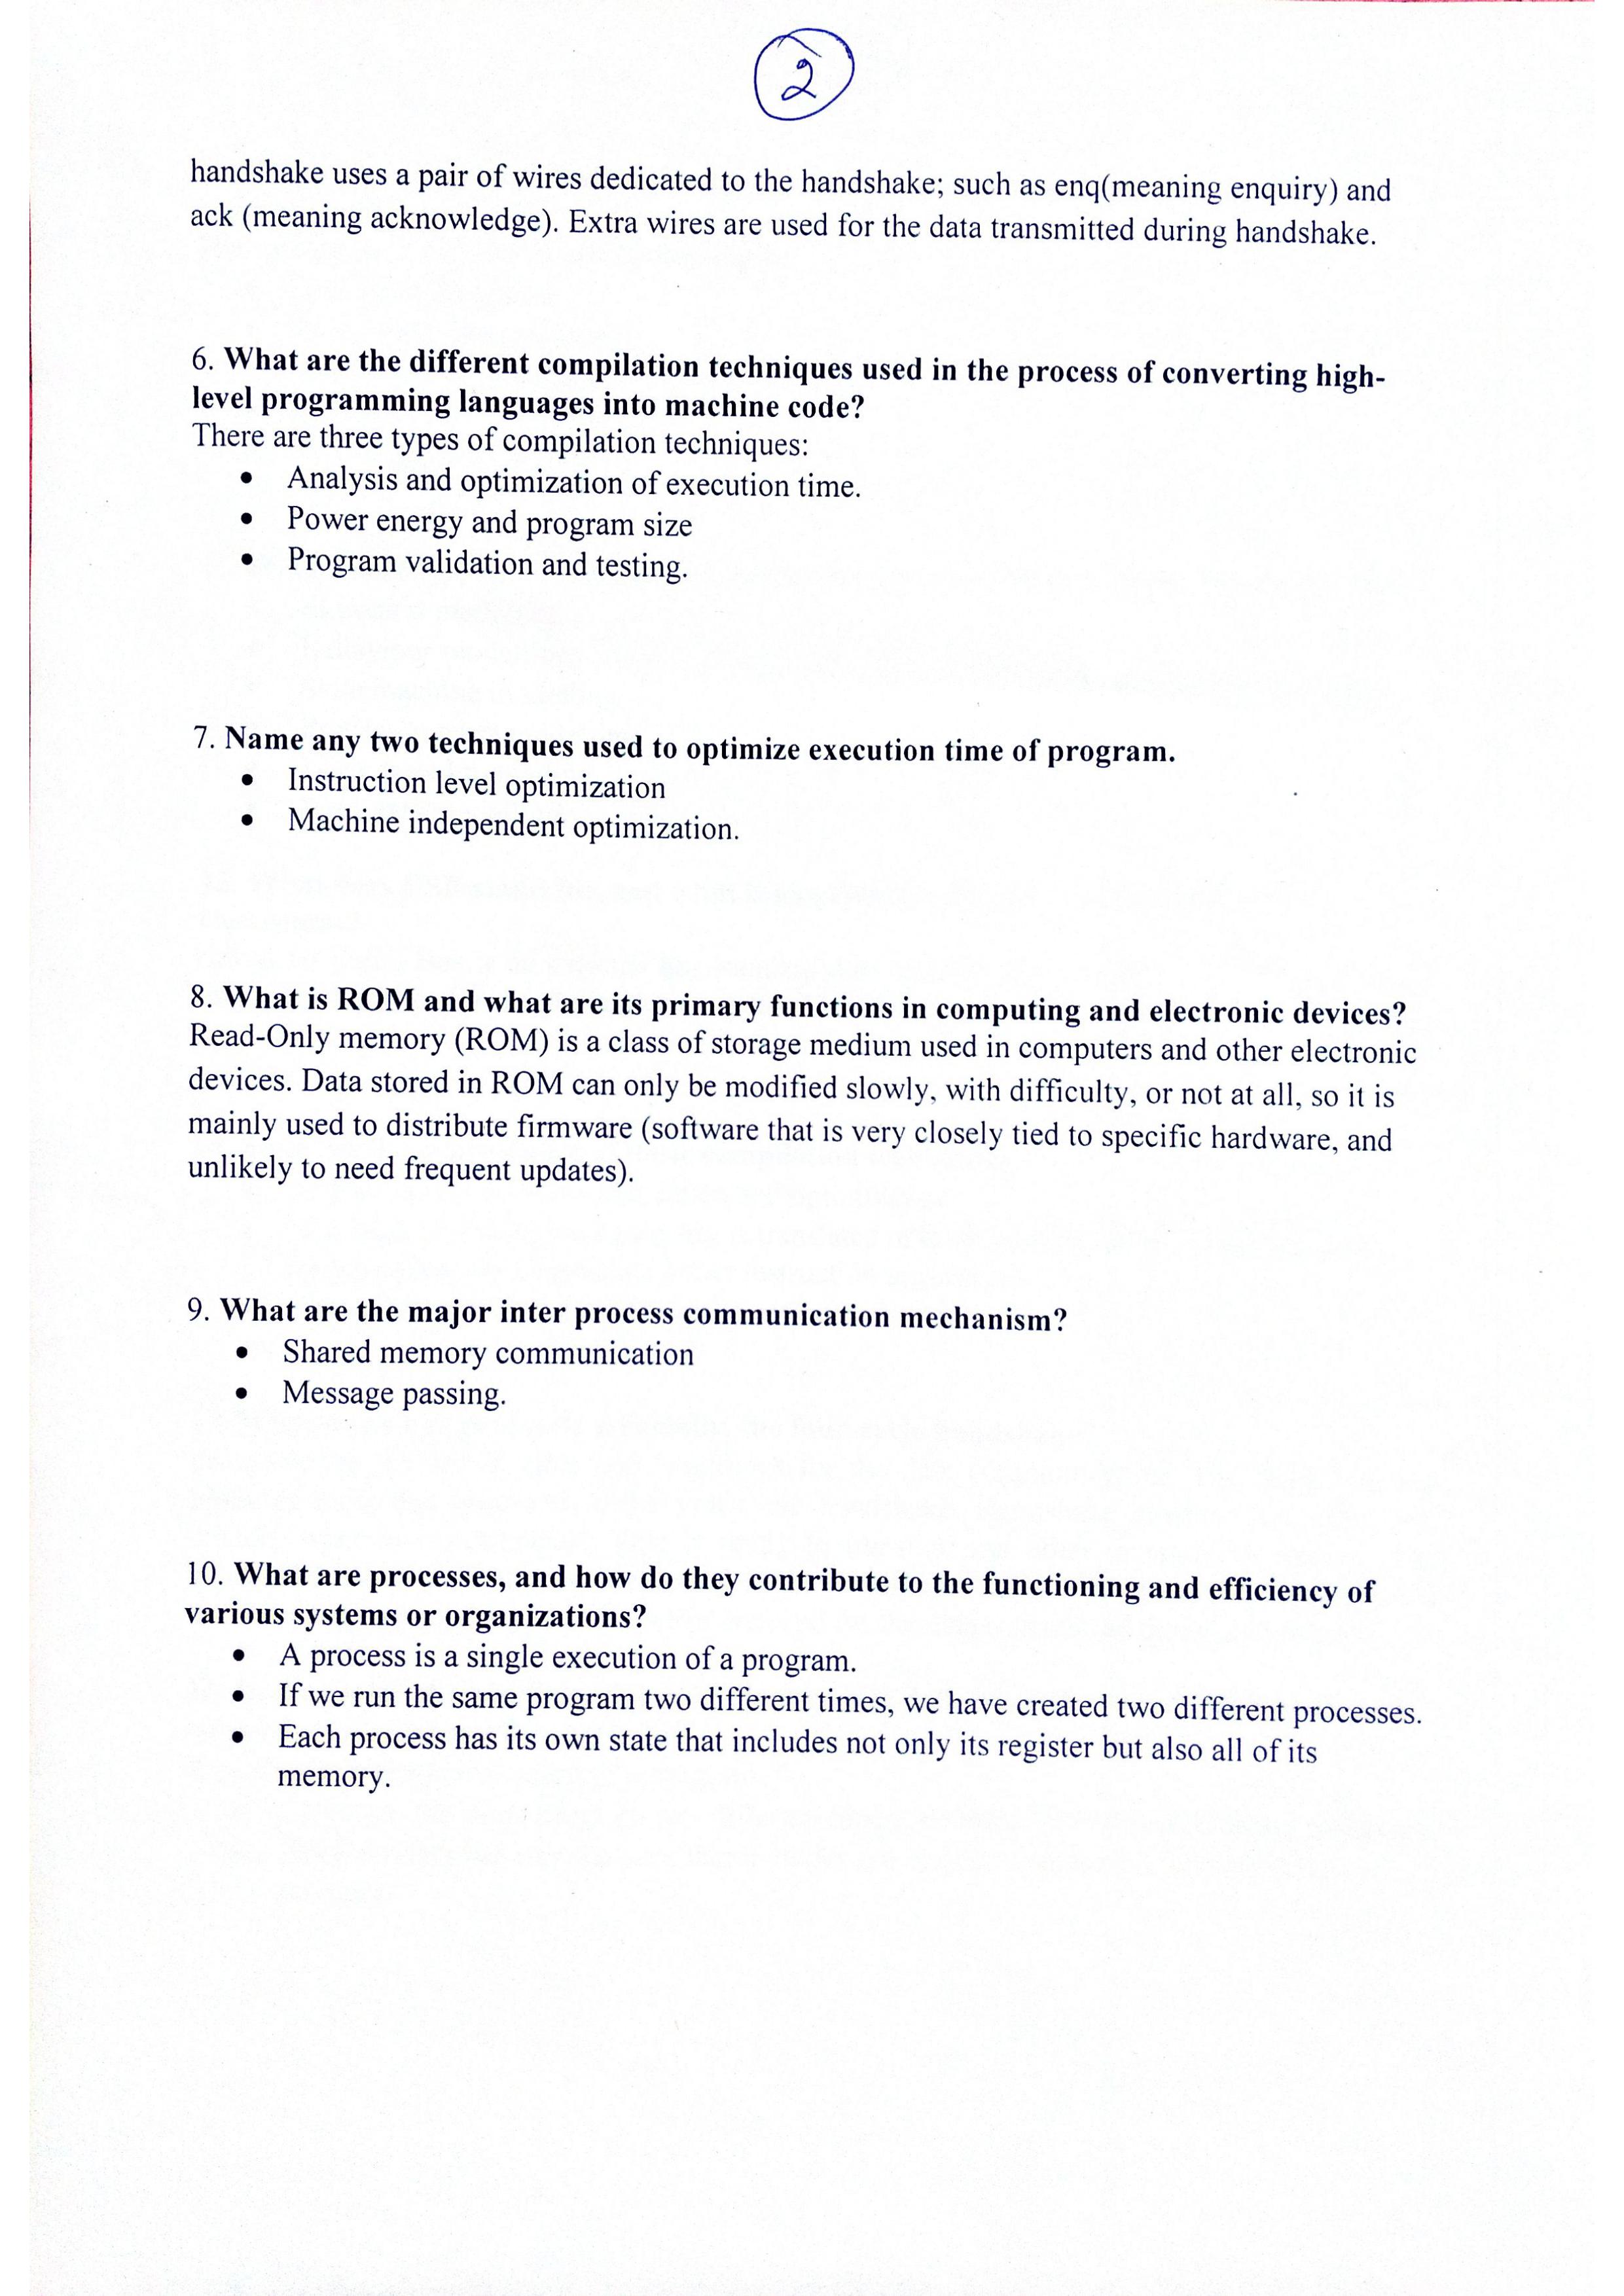 2
handshake uses a pair of wires dedicated to the handshake; such as enq(meaning enquiry) and
ack (meaning acknowledge). Extra wires are used for the data transmitted during handshake.
6. What are the different compilation techniques used in the process of converting high-
level programming languages into machine code?
There are three types of compilation techniques:
• Analysis and optimization of execution time.
• Power energy and program size
• Program validation and testing.
7. Name any two techniques used to optimize execution time of program.
• Instruction level optimization
• Machine independent optimization.
8. What is ROM and what are its primary functions in computing and electronic devices?
Read-Only memory (ROM) is a class of storage medium used in computers and other electronic
devices. Data stored in ROM can only be modified slowly, with difficulty, or not at all, so it is
mainly used to distribute firmware (software that is very closely tied to specific hardware, and
unlikely to need frequent updates).
9. What are the major inter process communication mechanism?
• Shared memory communication
• Message passing.
10. What are processes, and how do they contribute to the functioning and efficiency of
various systems or organizations?
• A process is a single execution of a program.
• If we run the same program two different times, we have created two different processes.
• Each process has its own state that includes not only its register but also all of its
memory.